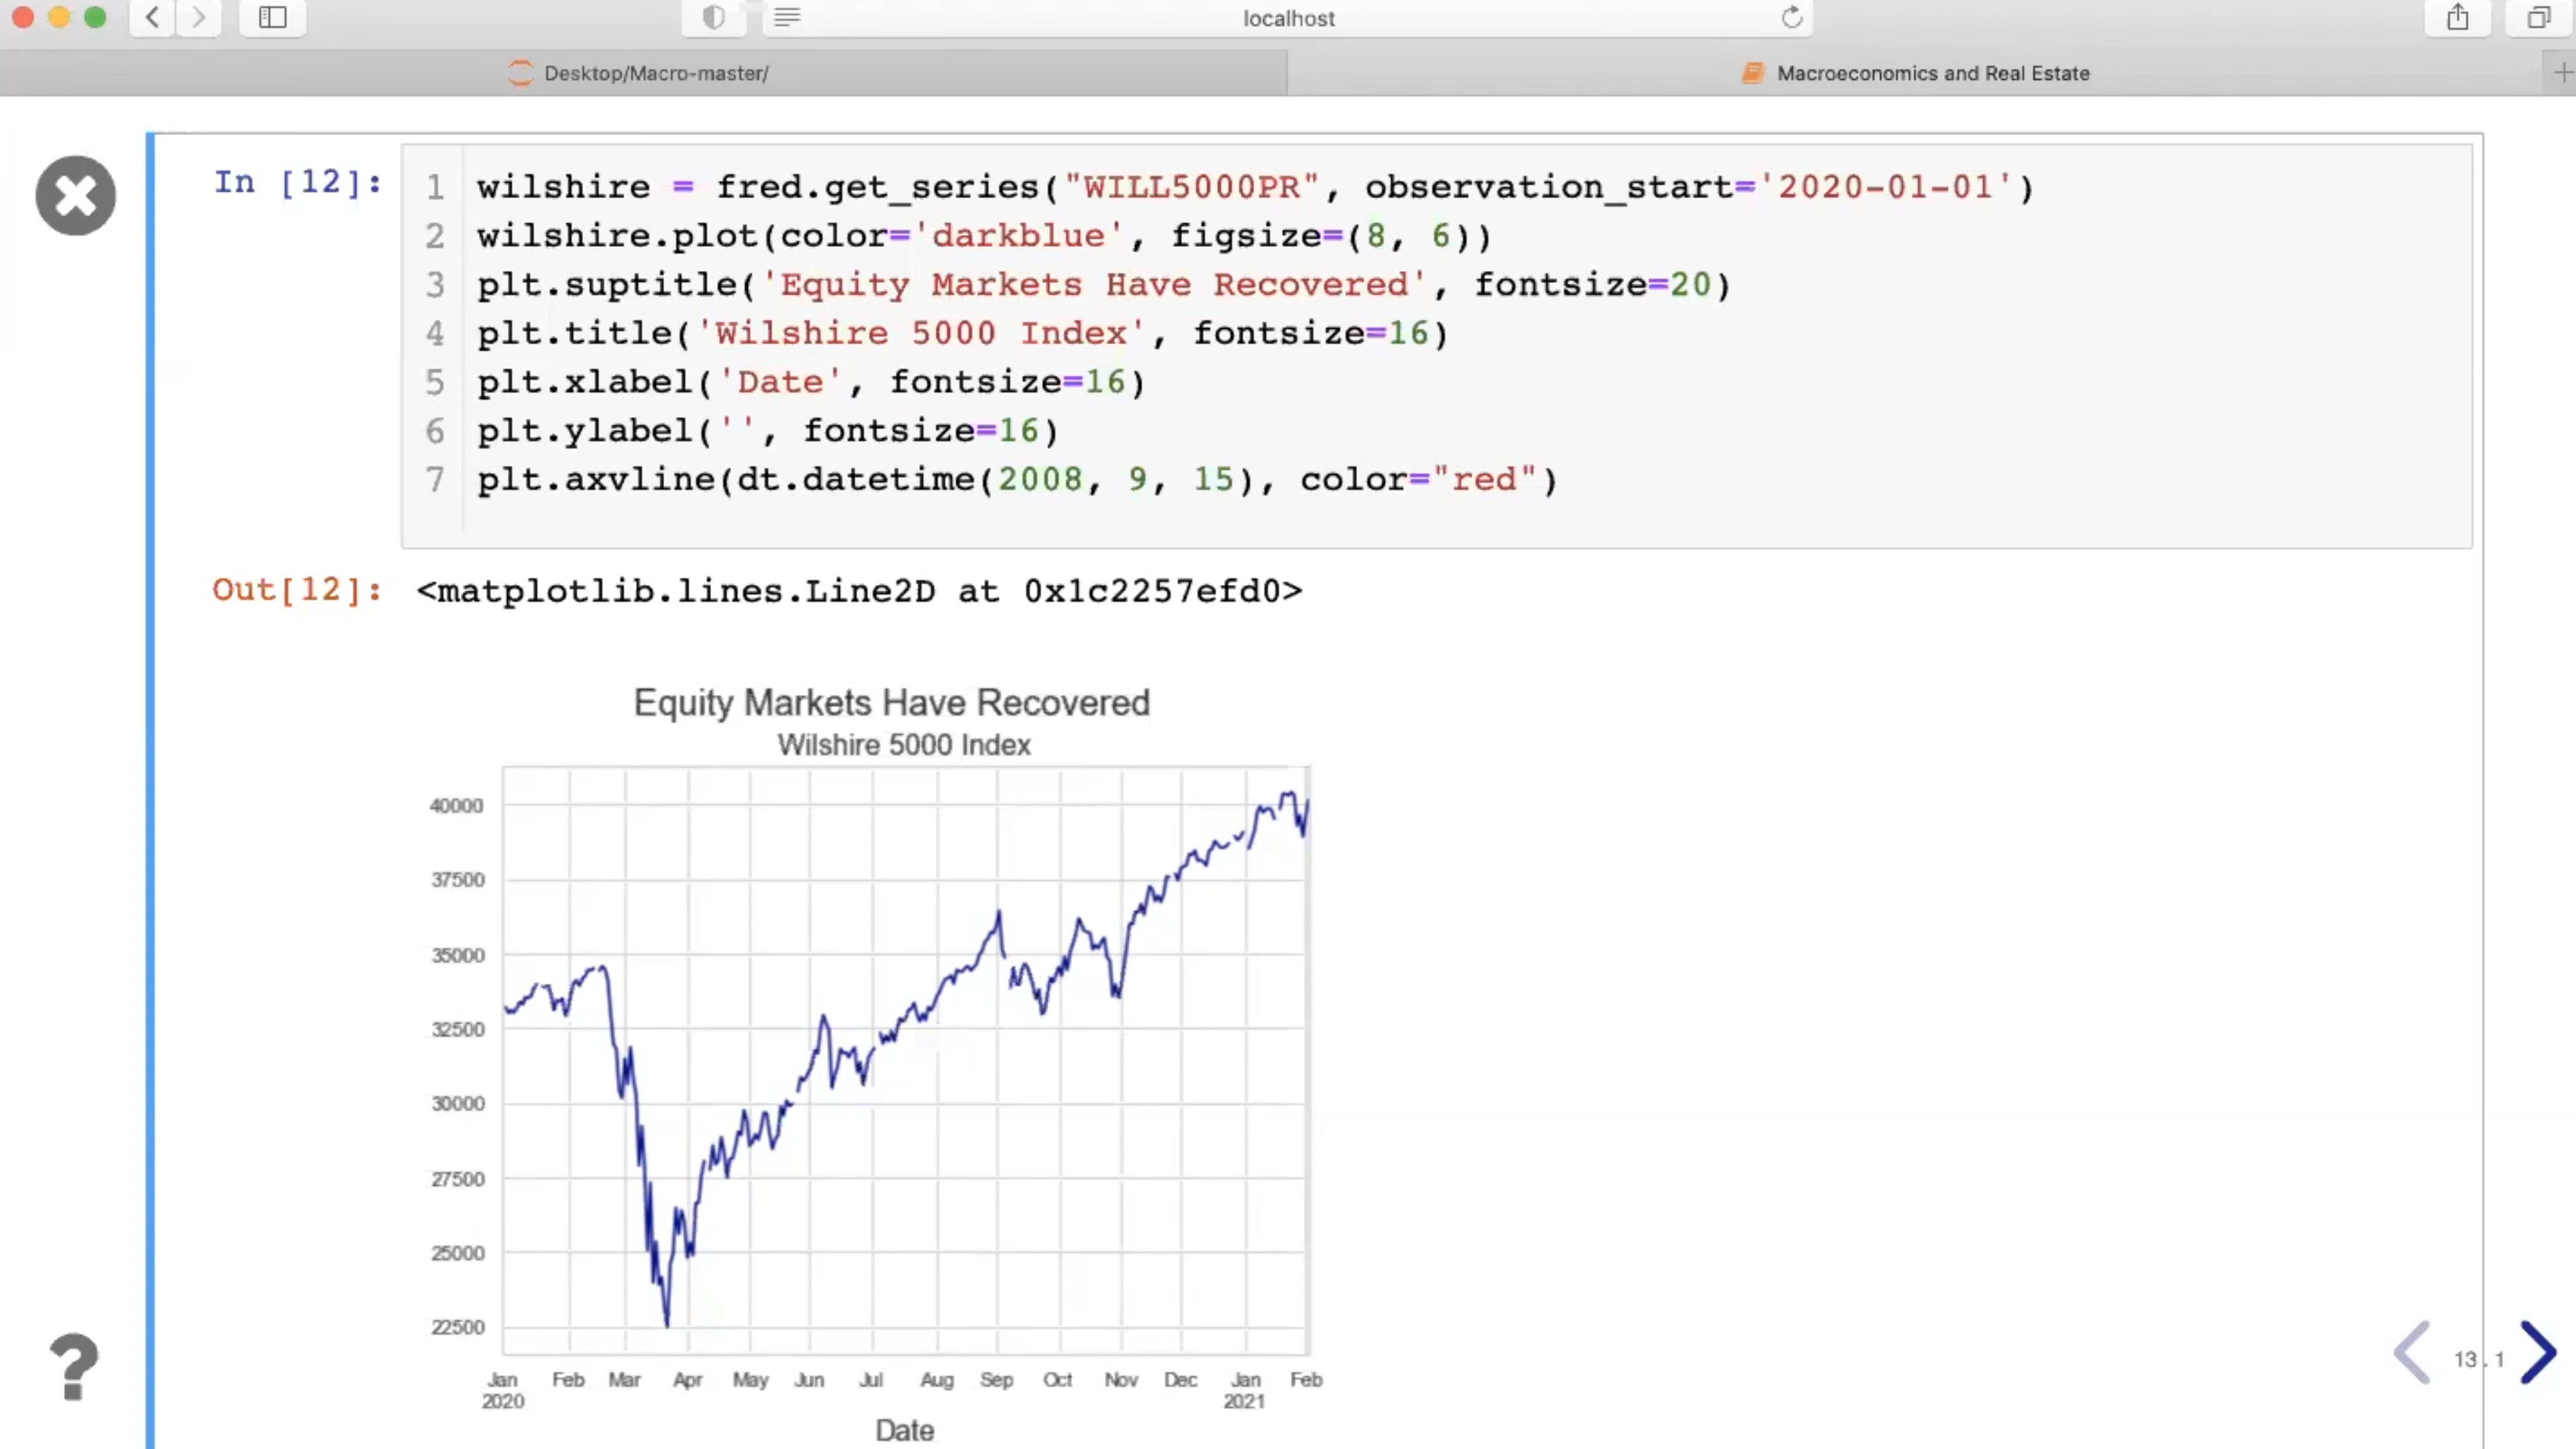 localhost
Desktop/Macro-master/
Macroeconomics and Real Estate
In [12]:
1 wilshire = fred.get_series("WILL5000PR", observation_start='2020-01-01')
2 wilshire.plot(color='darkblue', figsize=(8, 6))
3 plt.suptitle('Equity Markets Have Recovered', fontsize=20)
4 plt.title('Wilshire 5000 Index', fontsize=16)
5 plt.xlabel('Date', fontsize=16)
6 plt.ylabel('', fontsize=16)
7 plt.axvline(dt.datetime(2008, 9, 15), color="red")
Out[12]: <matplotlib.lines.Line2D at 0x1c2257efd0>
Equity Markets Have Recovered
Wilshire 5000 Index
40000
37500
35000
32500
30000
27500
25000
22500
Jan Feb Mar Apr May Jun Jul Aug Sep Oct Nov Dec Jan Feb
2020 2021
Date
13.1